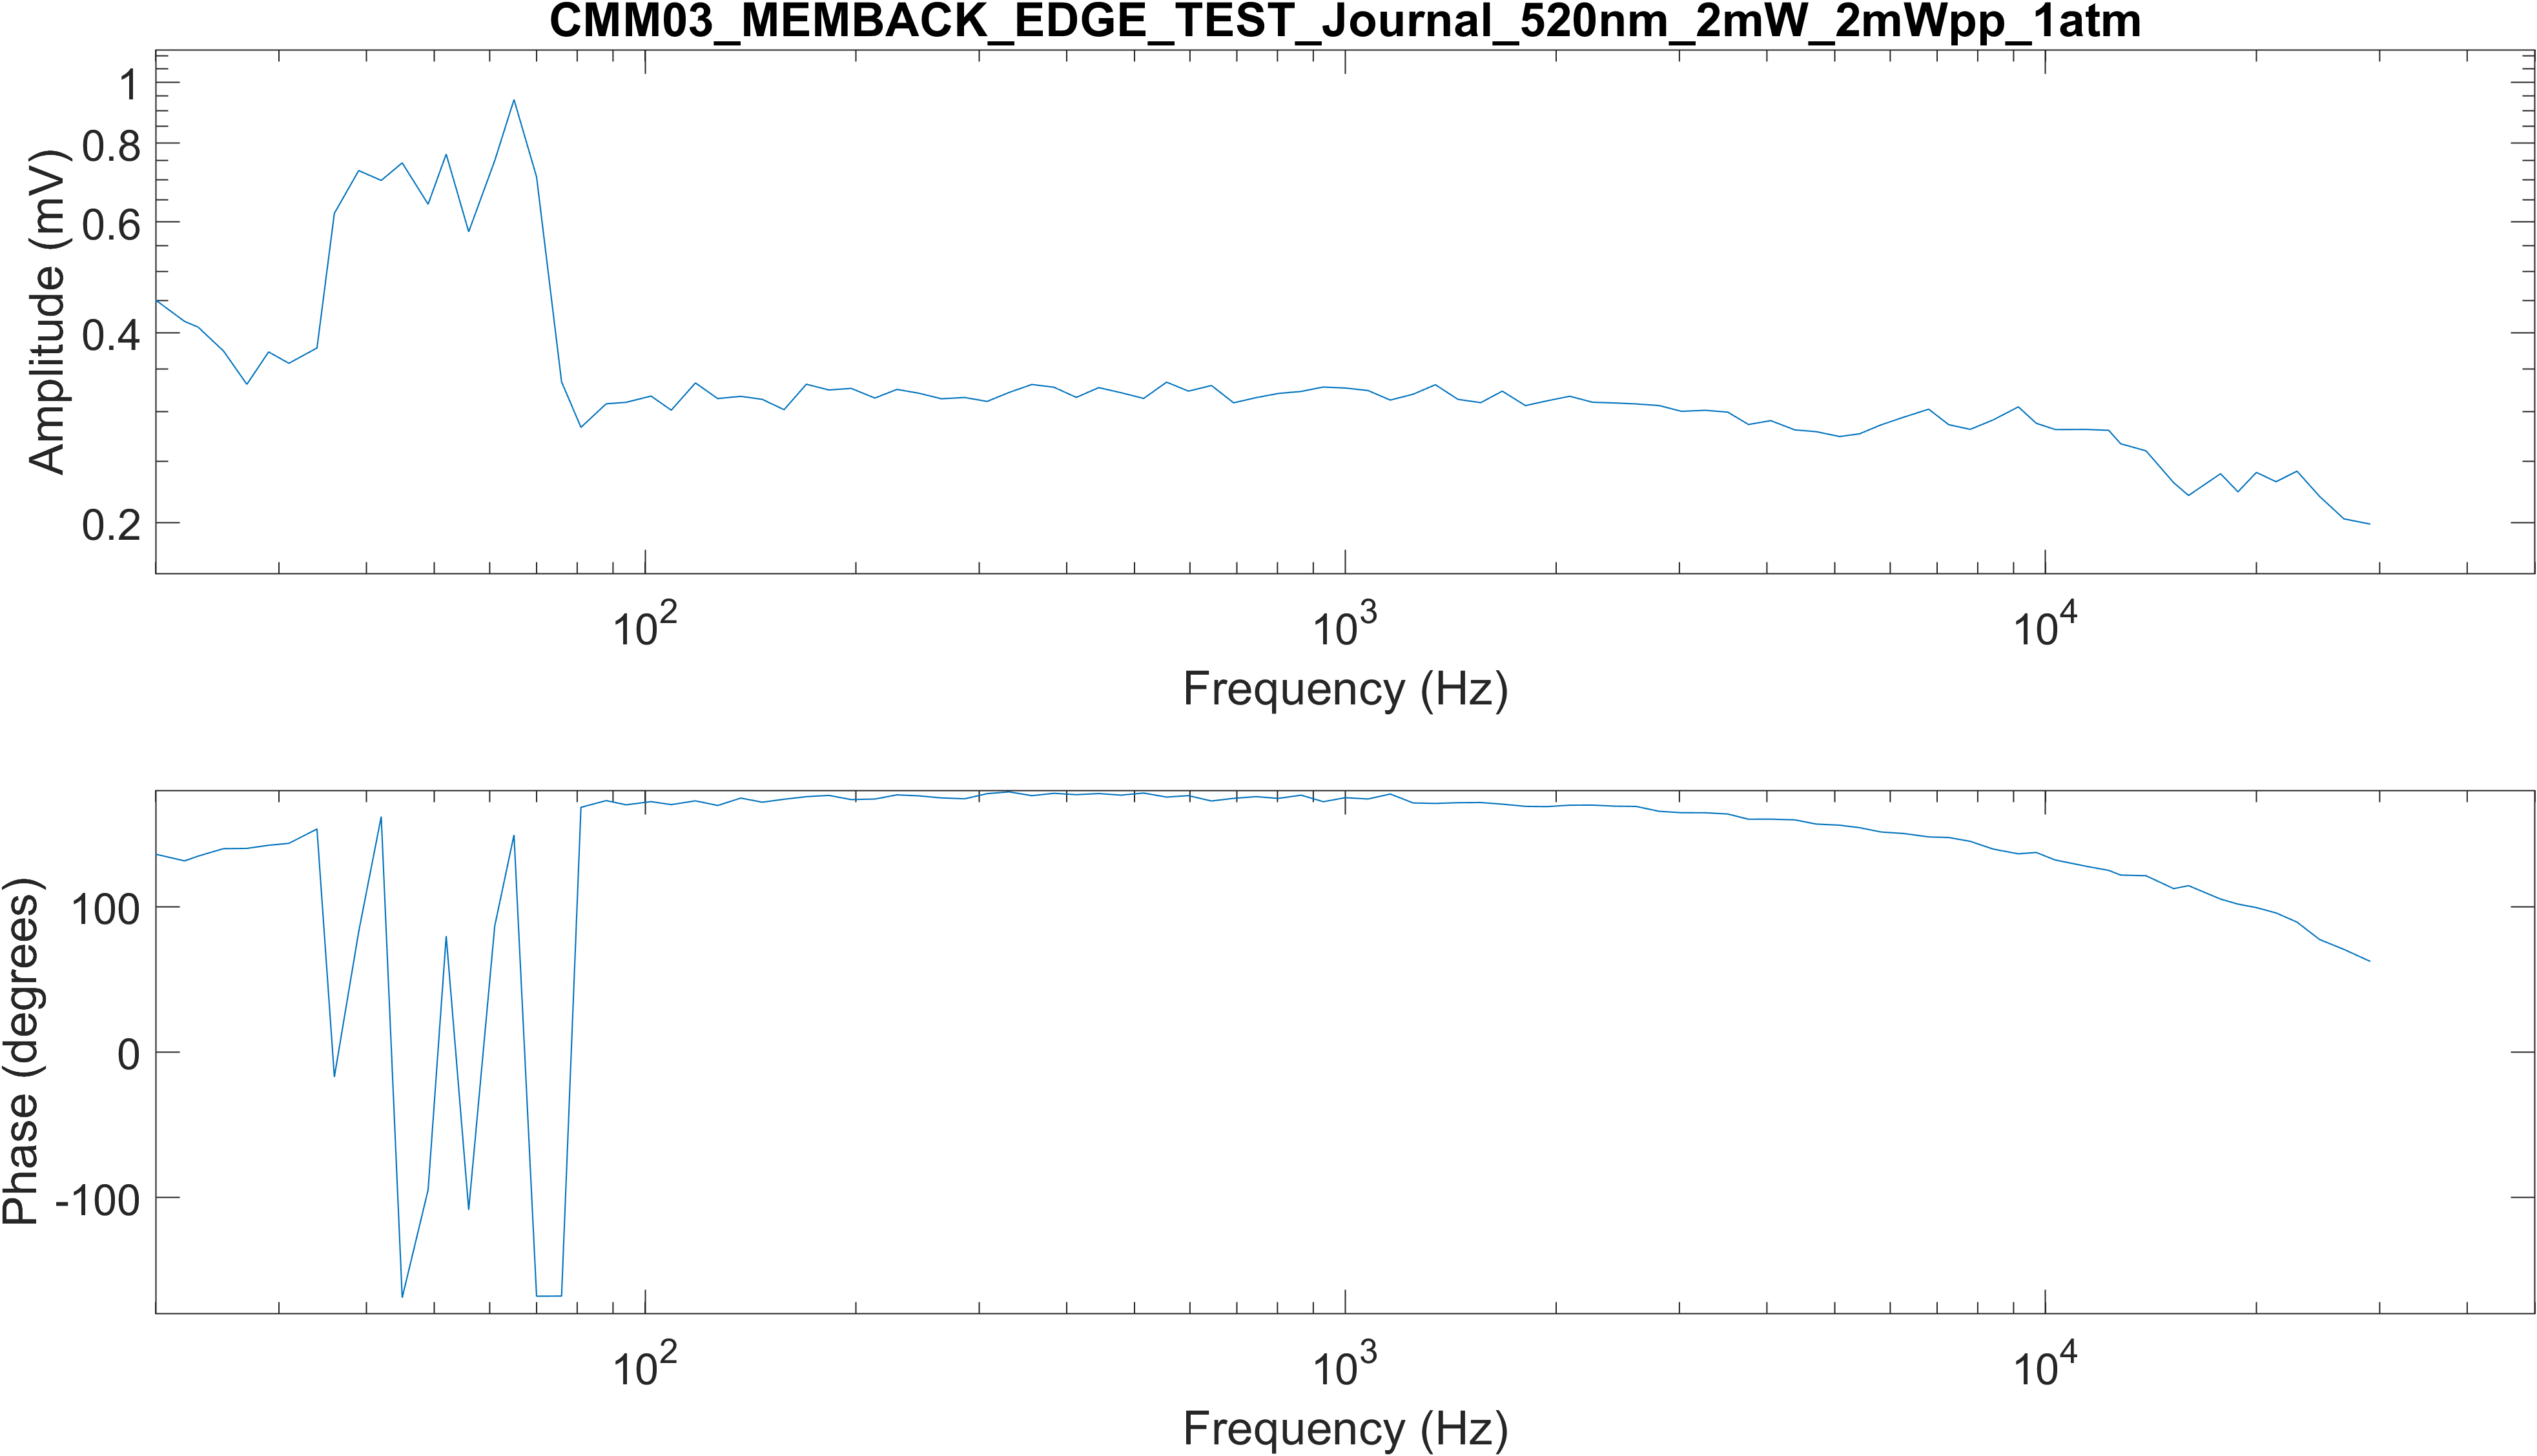 CMM03_MEMBACK_EDGE_TEST_Journal_520nm_2mW_2mWpp_1atm
Amplitude (mV)
1
0.8
0.6
0.4
0.2
10^2
10^3
10^4
Frequency (Hz)
Phase (degrees)
100
0
-100
10^2
10^3
10^4
Frequency (Hz)